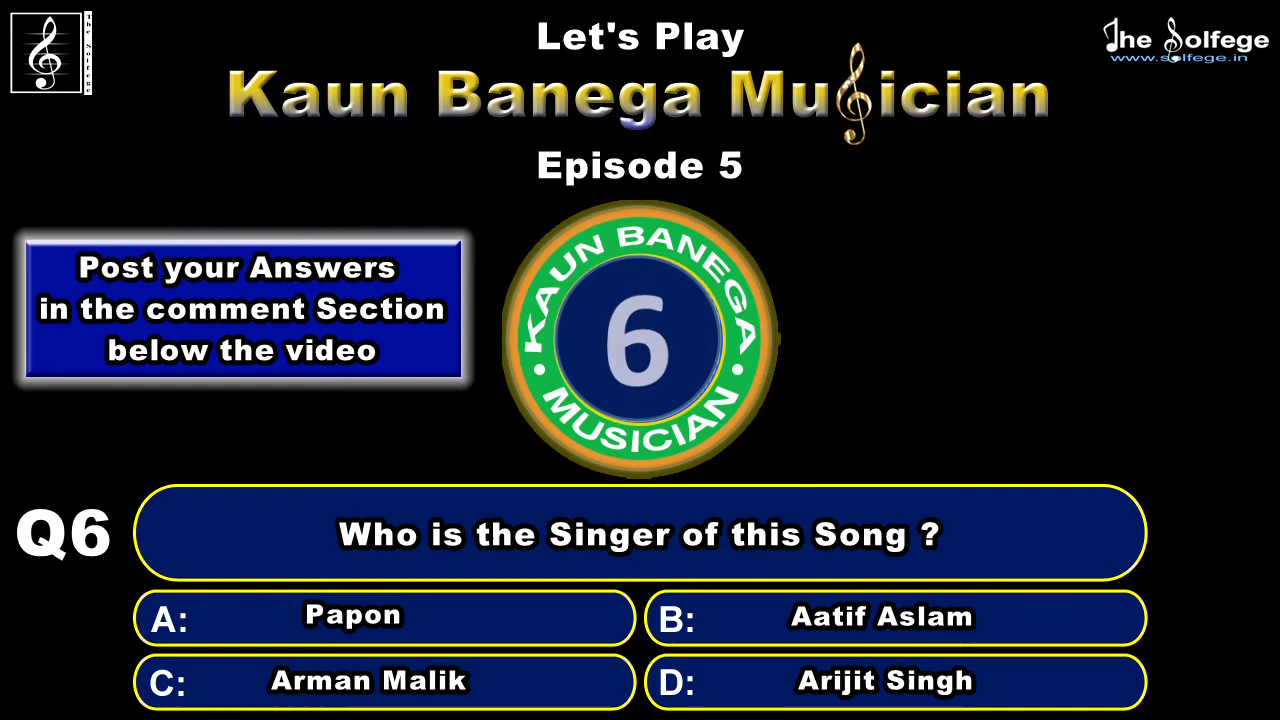 The Solfege
The Solfege
www.solfege.in
Let's Play
Kaun Banega Musician
Episode 5
Post your Answers
in the comment Section
below the video
KAUN BANEGA
6
• MUSICIAN •
Q6
Who is the Singer of this Song ?
A: Papon
B: Aatif Aslam
C: Arman Malik
D: Arijit Singh